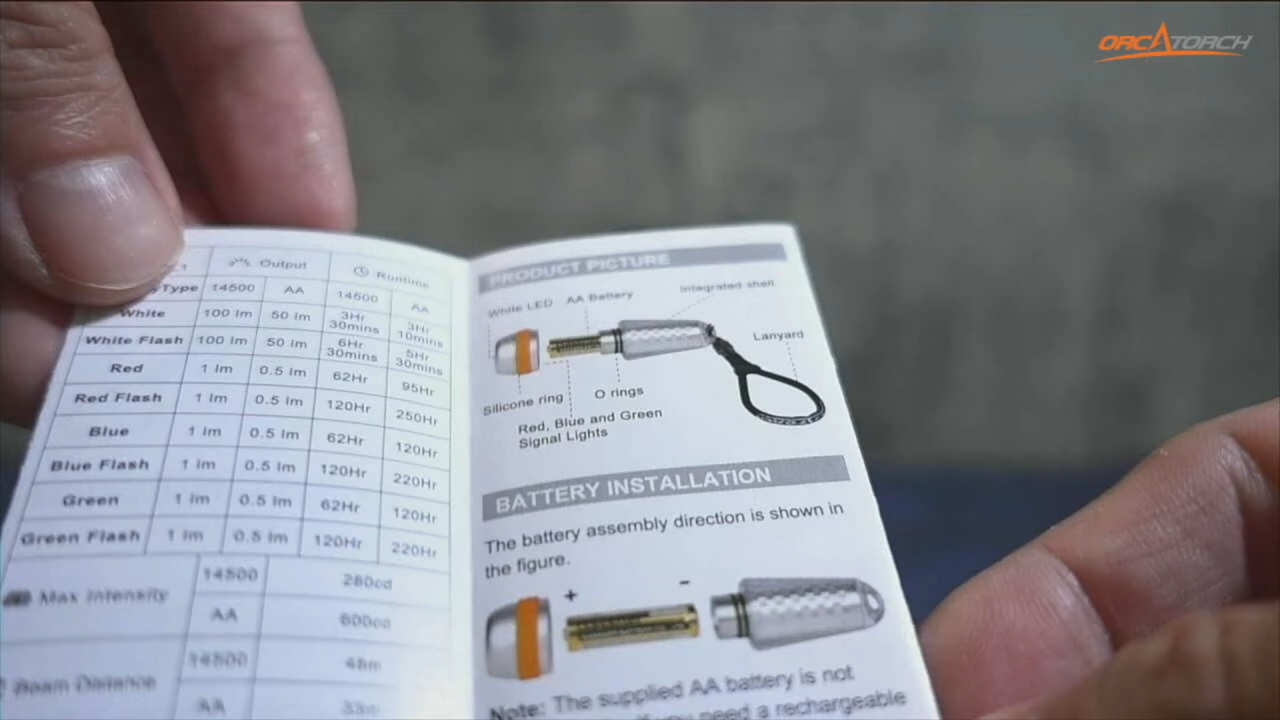 ORCATORCH
Output Runtime
Type 14500 AA 14500 AA
White 100 lm 50 lm 3Hr 30mins 3Hr 10mins
White Flash 100 lm 50 lm 6Hr 30mins 5Hr 30mins
Red 1 lm 0.5 lm 62Hr 95Hr
Red Flash 1 lm 0.5 lm 120Hr 250Hr
Blue 1 lm 0.5 lm 62Hr 120Hr
Blue Flash 1 lm 0.5 lm 120Hr 220Hr
Green 1 lm 0.5 lm 62Hr 120Hr
Green Flash 1 lm 0.5 lm 120Hr 220Hr
Max Intensity
14500 280cd
AA 600cd
Beam Distance
14500
AA
PRODUCT PICTURE
White LED AA Battery Integrated shell
Lanyard
Silicone ring O rings
Red, Blue and Green
Signal Lights
BATTERY INSTALLATION
The battery assembly direction is shown in
the figure.
+ -
Note: The supplied AA battery is not
if you need a rechargeable